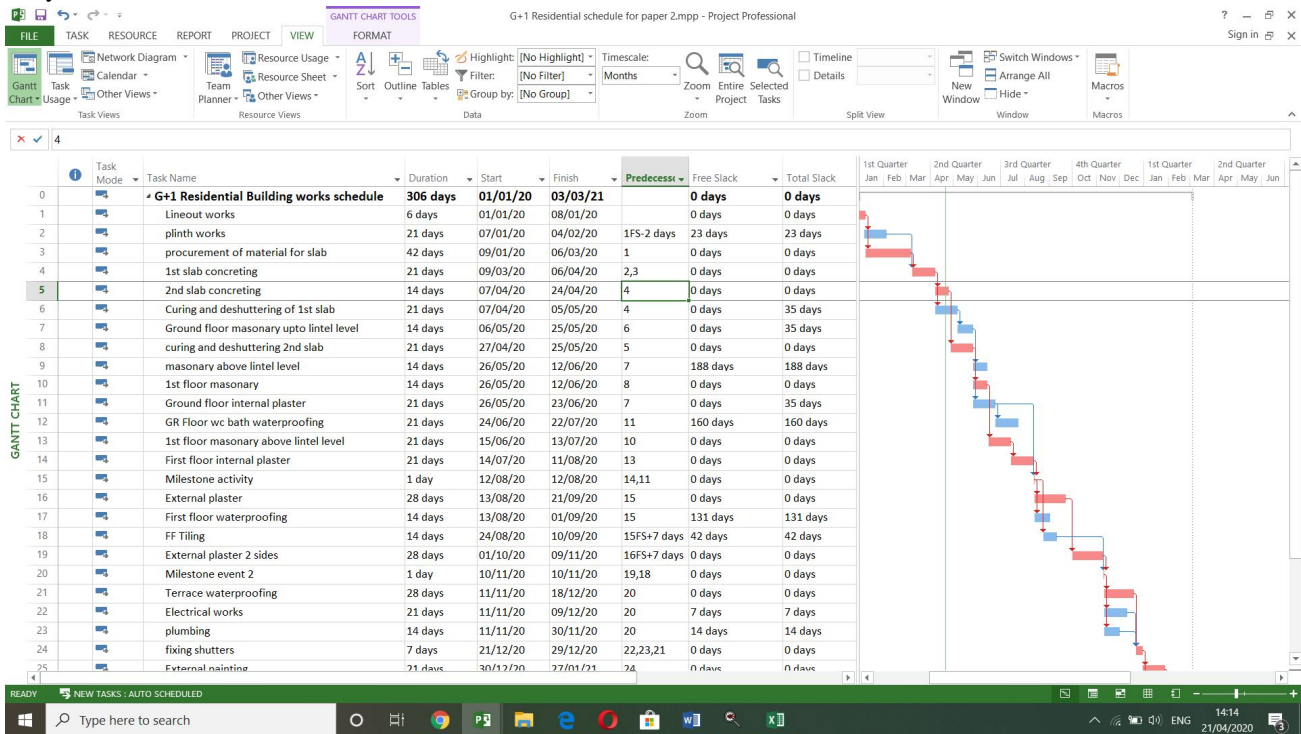 GANTT CHART TOOLS G+1 Residential schedule for paper 2.mpp - Project Professional
FILE TASK RESOURCE REPORT PROJECT VIEW FORMAT Sign in
Network Diagram Resource Usage Highlight: [No Highlight] Timescale: Timeline Switch Windows
Calendar Resource Sheet Filter: [No Filter] Months Details Arrange All
Gantt Chart Task Usage Other Views Team Planner Other Views Sort Outline Tables Group by: [No Group] Zoom Entire Project Selected Tasks New Window Hide Macros
Task Views Resource Views Data Zoom Split View Window Macros
4
1st Quarter 2nd Quarter 3rd Quarter 4th Quarter 1st Quarter 2nd Quarter
Task Mode Task Name Duration Start Finish Predecess Free Slack Total Slack Jan Feb Mar Apr May Jun Jul Aug Sep Oct Nov Dec Jan Feb Mar Apr May Jun
0 G+1 Residential Building works schedule 306 days 01/01/20 03/03/21 0 days 0 days
1 Lineout works 6 days 01/01/20 08/01/20 0 days 0 days
2 plinth works 21 days 07/01/20 04/02/20 1FS-2 days 23 days 23 days
3 procurement of material for slab 42 days 09/01/20 06/03/20 1 0 days 0 days
4 1st slab concreting 21 days 09/03/20 06/04/20 2,3 0 days 0 days
5 2nd slab concreting 14 days 07/04/20 24/04/20 4 0 days 0 days
6 Curing and deshuttering of 1st slab 21 days 07/04/20 05/05/20 4 0 days 35 days
7 Ground floor masonary upto lintel level 14 days 06/05/20 25/05/20 6 0 days 35 days
8 curing and deshuttering 2nd slab 21 days 27/04/20 25/05/20 5 0 days 0 days
9 masonary above lintel level 14 days 26/05/20 12/06/20 7 188 days 188 days
10 1st floor masonary 14 days 26/05/20 12/06/20 8 0 days 0 days
11 Ground floor internal plaster 21 days 26/05/20 23/06/20 7 0 days 35 days
12 GR Floor wc bath waterproofing 21 days 24/06/20 22/07/20 11 160 days 160 days
13 1st floor masonary above lintel level 21 days 15/06/20 13/07/20 10 0 days 0 days
14 First floor internal plaster 21 days 14/07/20 11/08/20 13 0 days 0 days
15 Milestone activity 1 day 12/08/20 12/08/20 14,11 0 days 0 days
16 External plaster 28 days 13/08/20 21/09/20 15 0 days 0 days
17 First floor waterproofing 14 days 13/08/20 01/09/20 15 131 days 131 days
18 FF Tiling 14 days 24/08/20 10/09/20 15FS+7 days 42 days 42 days
19 External plaster 2 sides 28 days 01/10/20 09/11/20 16FS+7 days 0 days 0 days
20 Milestone event 2 1 day 10/11/20 10/11/20 19,18 0 days 0 days
21 Terrace waterproofing 28 days 11/11/20 18/12/20 20 0 days 0 days
22 Electrical works 21 days 11/11/20 09/12/20 20 7 days 7 days
23 plumbing 14 days 11/11/20 30/11/20 20 14 days 14 days
24 fixing shutters 7 days 21/12/20 29/12/20 22,23,21 0 days 0 days
25 External painting 21 days 30/12/20 27/01/21 24 0 days 0 days
GANTT CHART
READY NEW TASKS : AUTO SCHEDULED
Type here to search ENG 14:14
21/04/2020